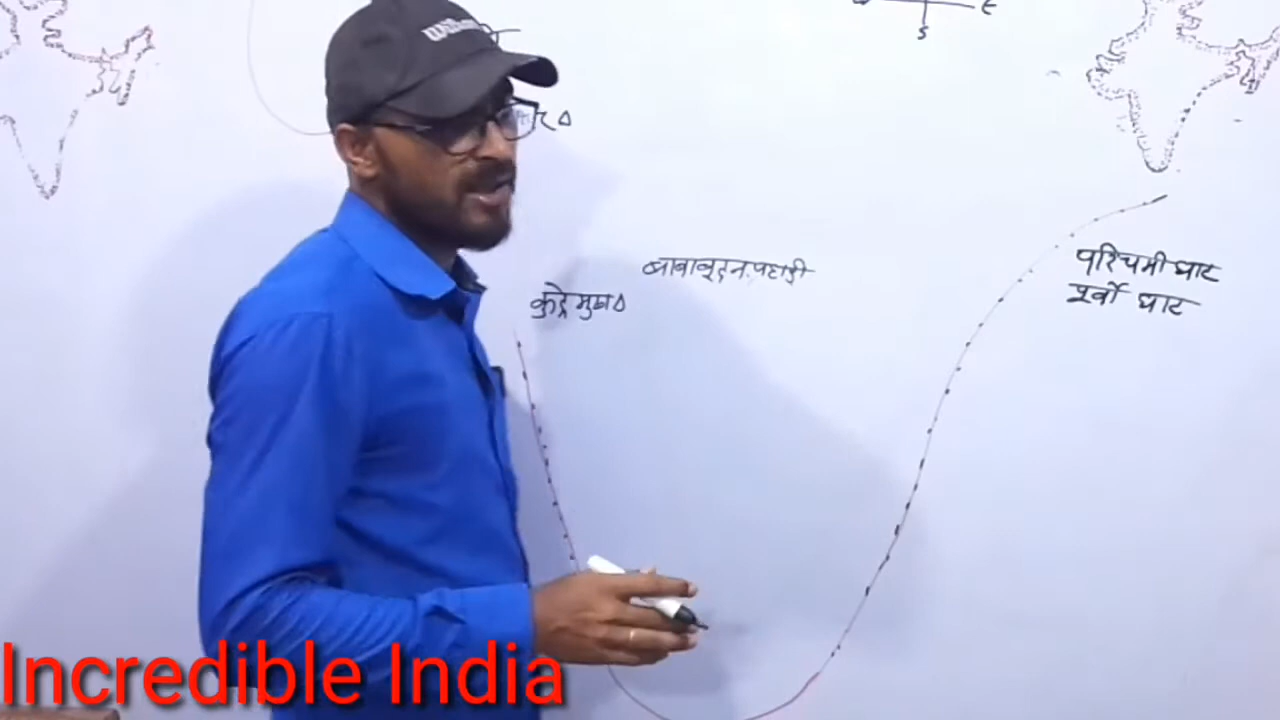 E
S
बाबाबूदन पहाड़ी
कुद्रेमुख
पश्चिमी घाट
पूर्वी घाट
Incredible India